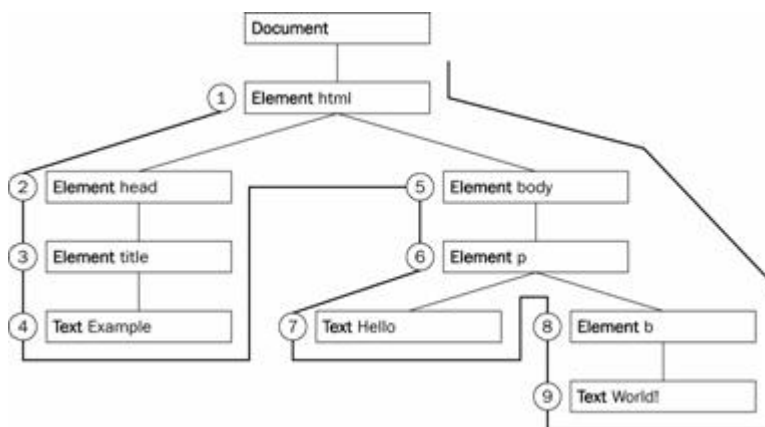 Document
1 Element html
2 Element head
5 Element body
3 Element title
6 Element p
4 Text Example
7 Text Hello
8 Element b
9 Text World!